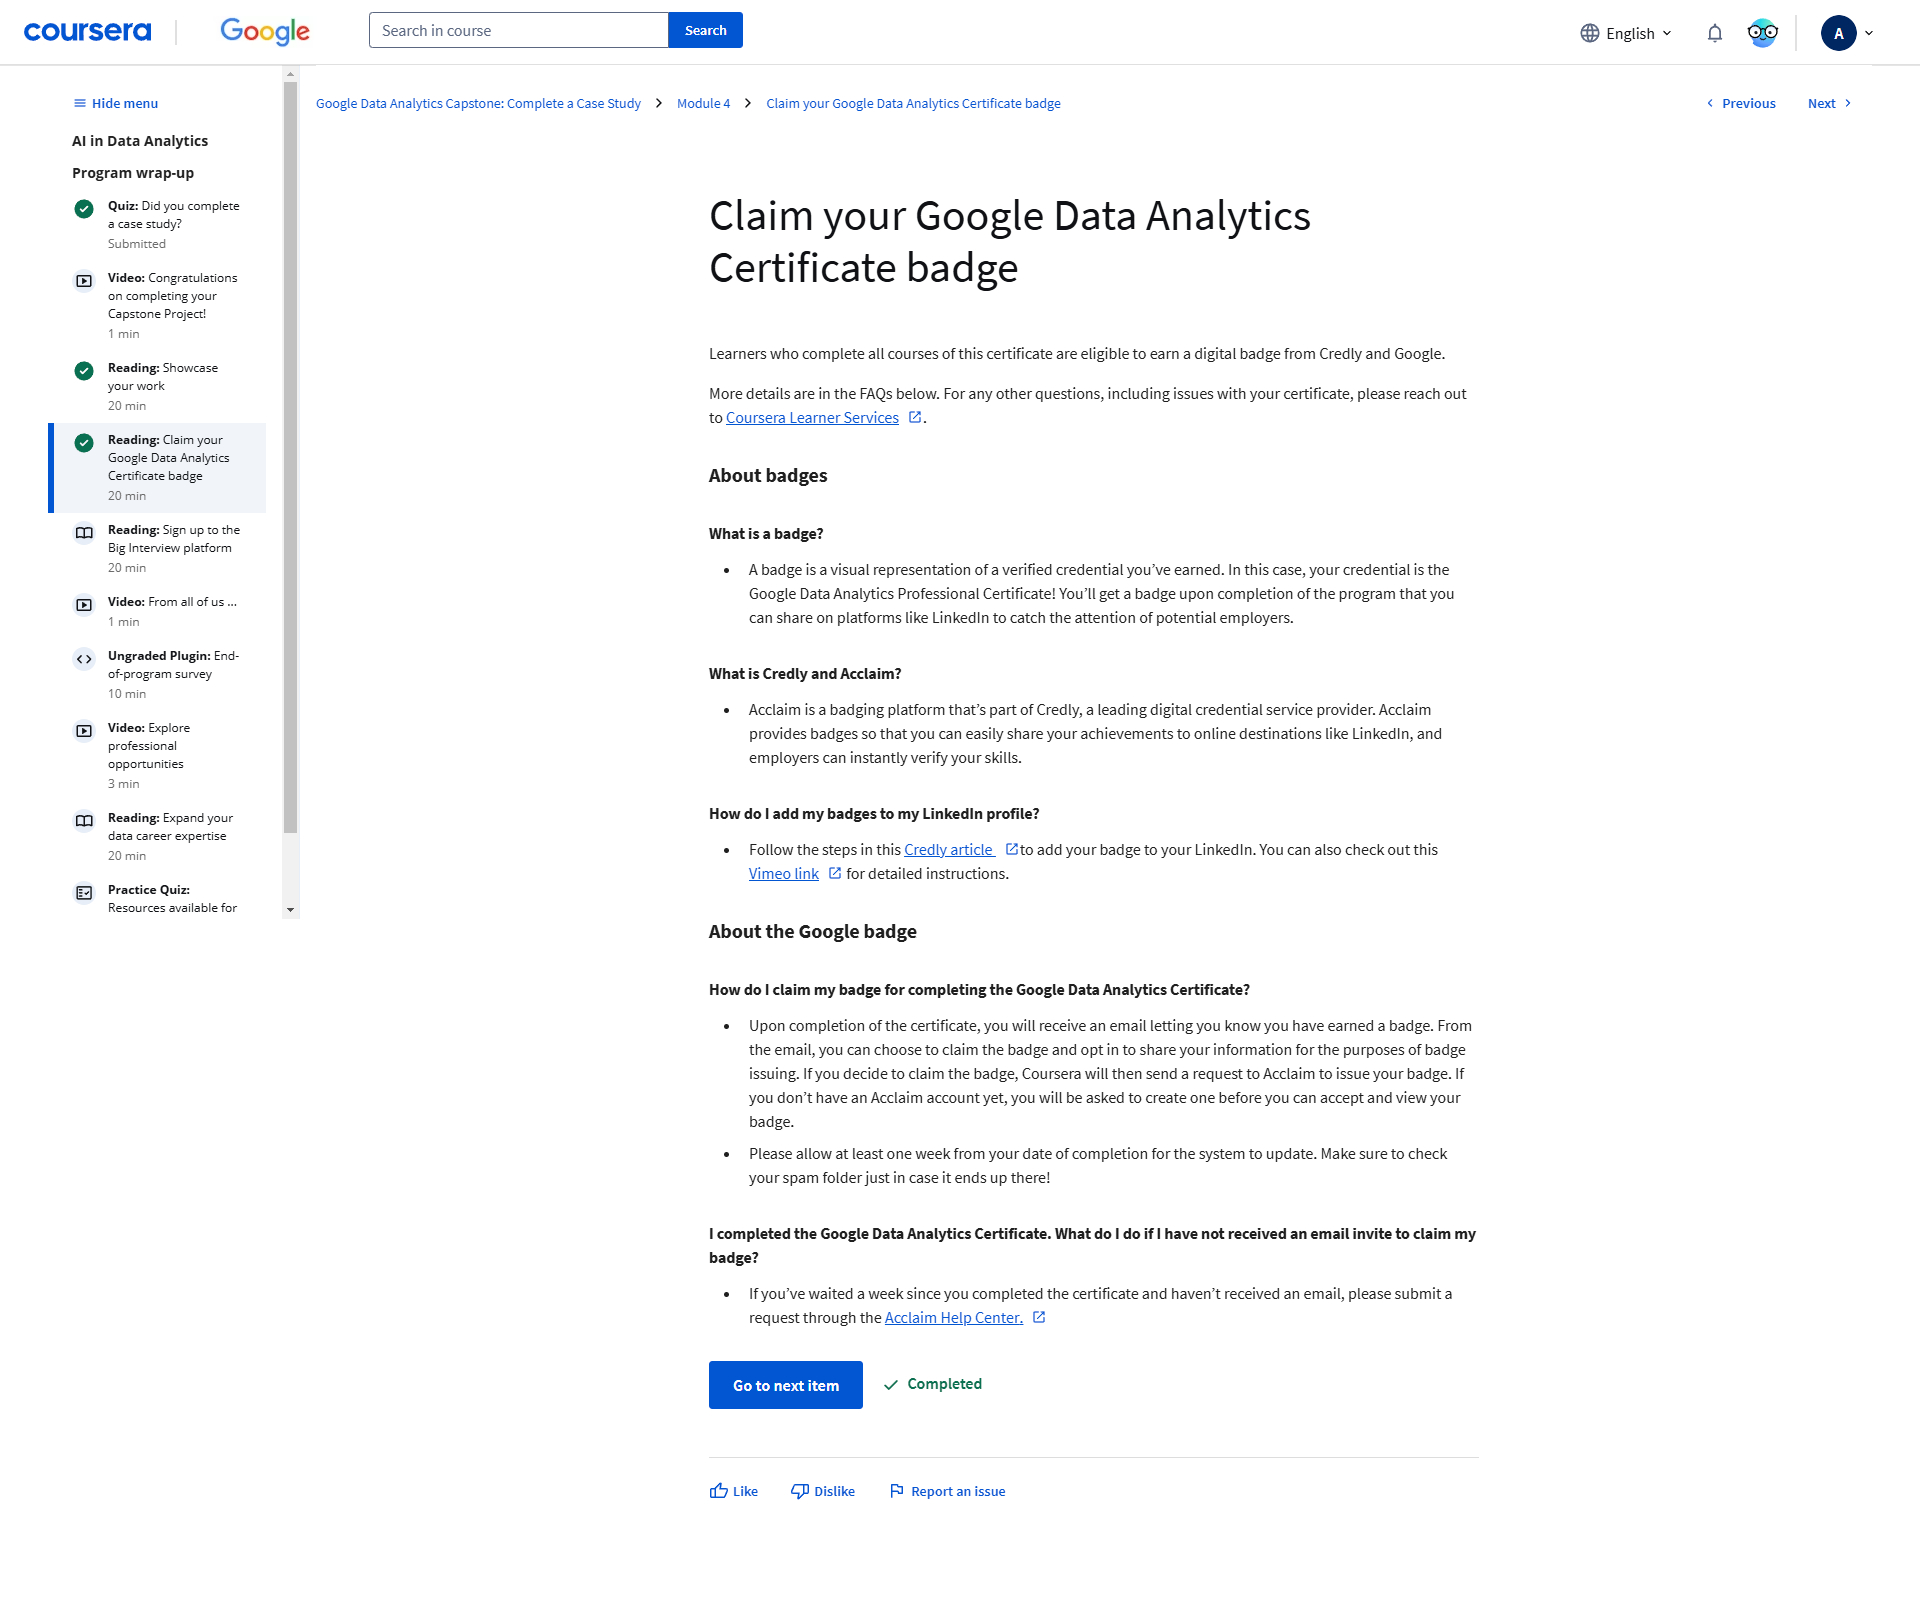 coursera
Google
Search in course
Search
English
A
Hide menu
AI in Data Analytics
Program wrap-up
Quiz: Did you complete
a case study?
Submitted
Video: Congratulations
on completing your
Capstone Project!
1 min
Reading: Showcase
your work
20 min
Reading: Claim your
Google Data Analytics
Certificate badge
20 min
Reading: Sign up to the
Big Interview platform
20 min
Video: From all of us ...
1 min
Ungraded Plugin: End-
of-program survey
10 min
Video: Explore
professional
opportunities
3 min
Reading: Expand your
data career expertise
20 min
Practice Quiz:
Resources available for
Google Data Analytics Capstone: Complete a Case Study > Module 4 > Claim your Google Data Analytics Certificate badge
Previous
Next
Claim your Google Data Analytics
Certificate badge
Learners who complete all courses of this certificate are eligible to earn a digital badge from Credly and Google.
More details are in the FAQs below. For any other questions, including issues with your certificate, please reach out
to Coursera Learner Services .
About badges
What is a badge?
• A badge is a visual representation of a verified credential you’ve earned. In this case, your credential is the
Google Data Analytics Professional Certificate! You’ll get a badge upon completion of the program that you
can share on platforms like LinkedIn to catch the attention of potential employers.
What is Credly and Acclaim?
• Acclaim is a badging platform that’s part of Credly, a leading digital credential service provider. Acclaim
provides badges so that you can easily share your achievements to online destinations like LinkedIn, and
employers can instantly verify your skills.
How do I add my badges to my LinkedIn profile?
• Follow the steps in this Credly article to add your badge to your LinkedIn. You can also check out this
Vimeo link for detailed instructions.
About the Google badge
How do I claim my badge for completing the Google Data Analytics Certificate?
• Upon completion of the certificate, you will receive an email letting you know you have earned a badge. From
the email, you can choose to claim the badge and opt in to share your information for the purposes of badge
issuing. If you decide to claim the badge, Coursera will then send a request to Acclaim to issue your badge. If
you don’t have an Acclaim account yet, you will be asked to create one before you can accept and view your
badge.
• Please allow at least one week from your date of completion for the system to update. Make sure to check
your spam folder just in case it ends up there!
I completed the Google Data Analytics Certificate. What do I do if I have not received an email invite to claim my
badge?
• If you’ve waited a week since you completed the certificate and haven’t received an email, please submit a
request through the Acclaim Help Center.
Go to next item
Completed
Like
Dislike
Report an issue